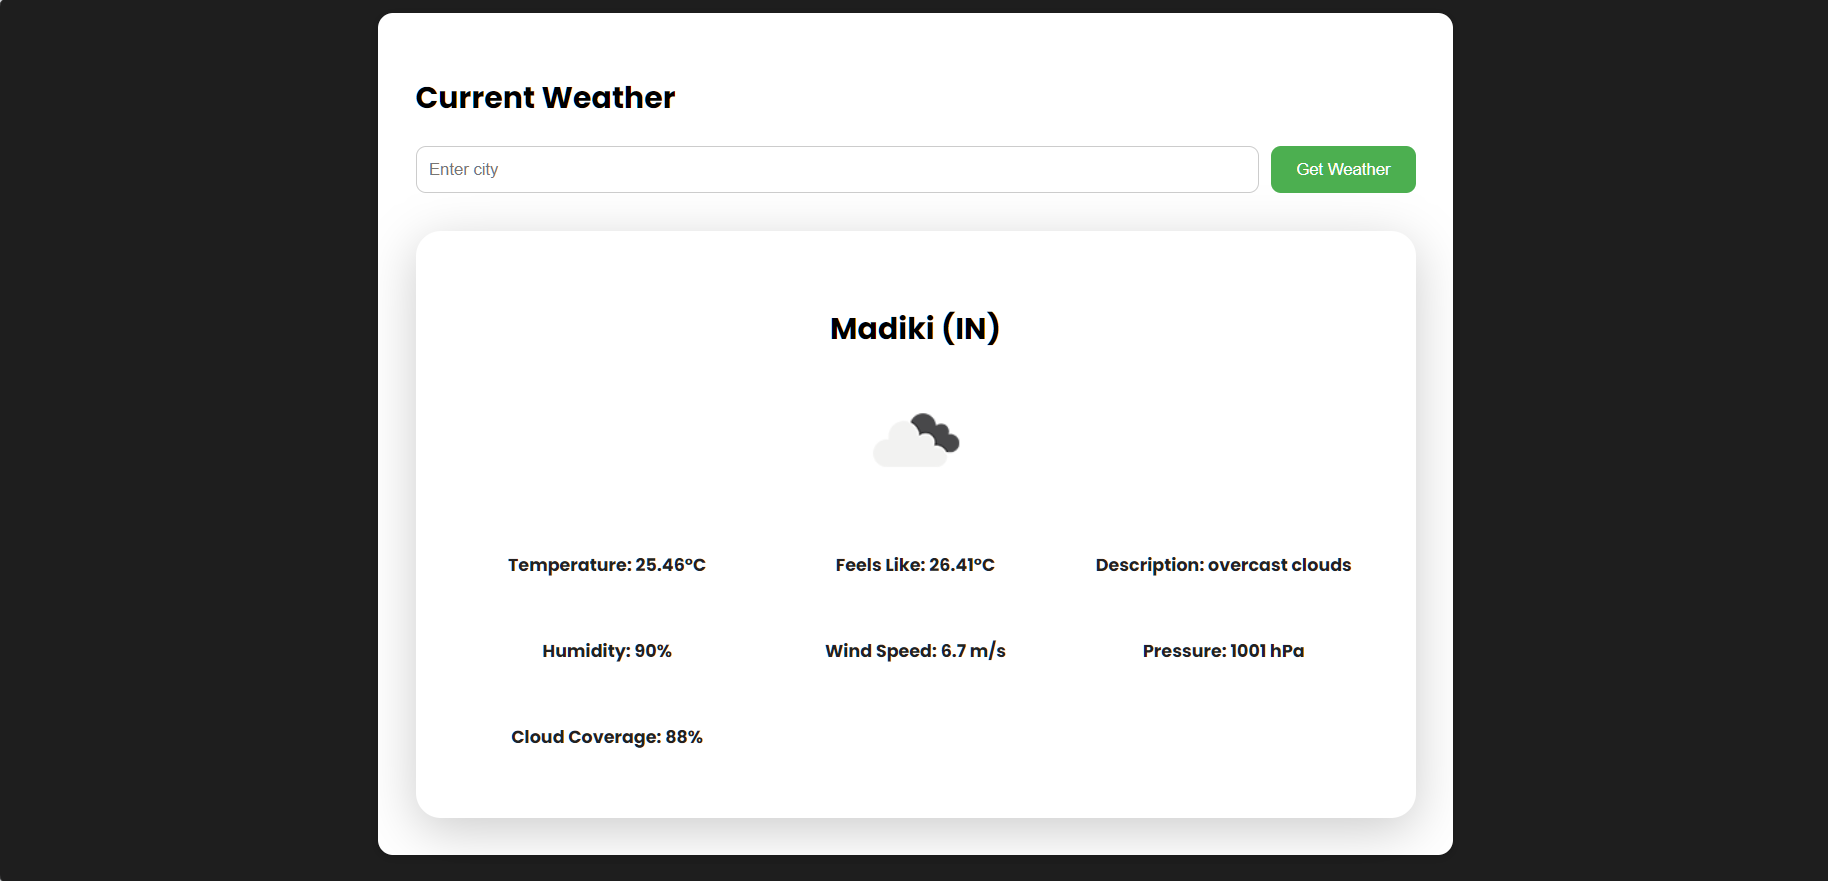 Current Weather
Enter city
Get Weather
Madiki (IN)
Temperature: 25.46°C
Feels Like: 26.41°C
Description: overcast clouds
Humidity: 90%
Wind Speed: 6.7 m/s
Pressure: 1001 hPa
Cloud Coverage: 88%